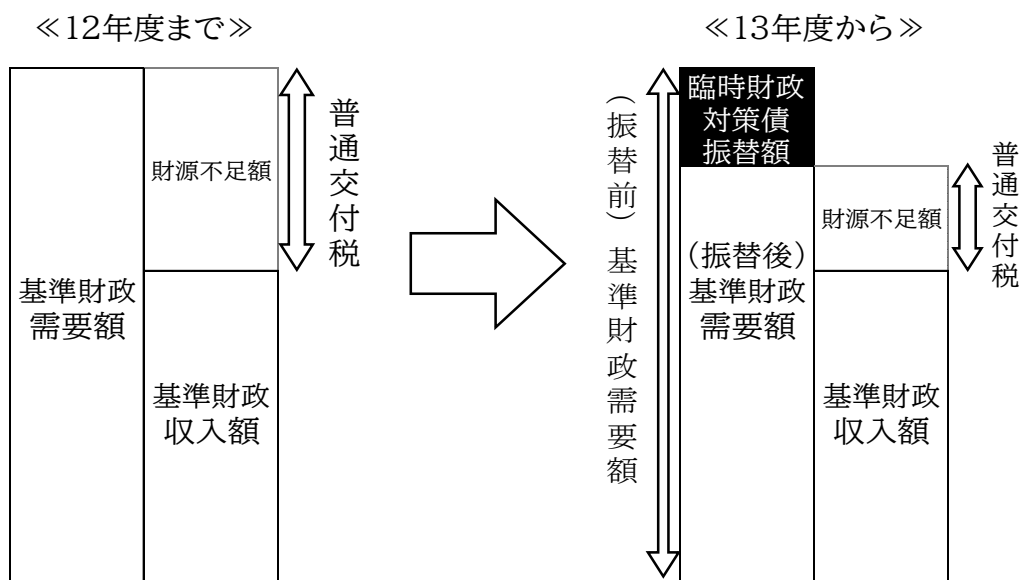 ≪12年度まで≫
基準財政
需要額
財源不足額
普通交付税
基準財政
収入額
≪13年度から≫
(振替前)基準財政需要額
臨時財政
対策債
振替額
(振替後)
基準財政
需要額
財源不足額
普通交付税
基準財政
収入額